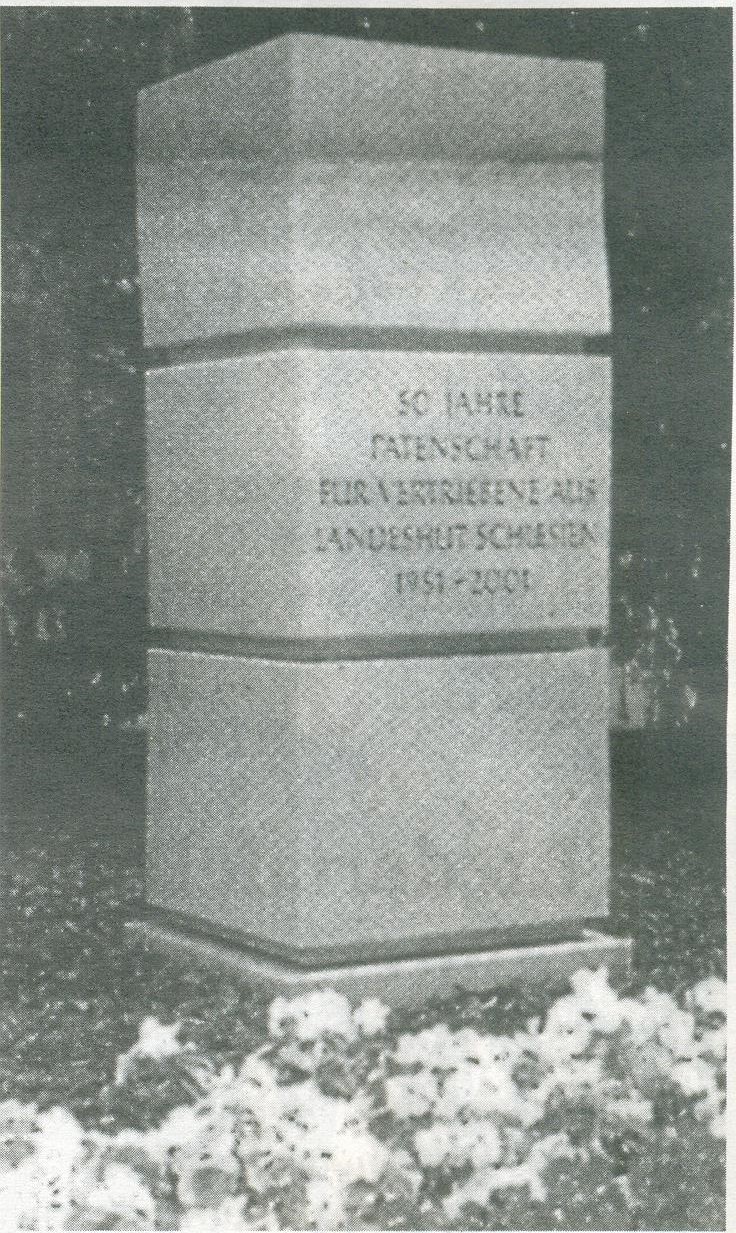 50 JAHRE
PATENSCHAFT
FÜR VERTRIEBENE AUS
LANDESHUT SCHLESIEN
1951-2001